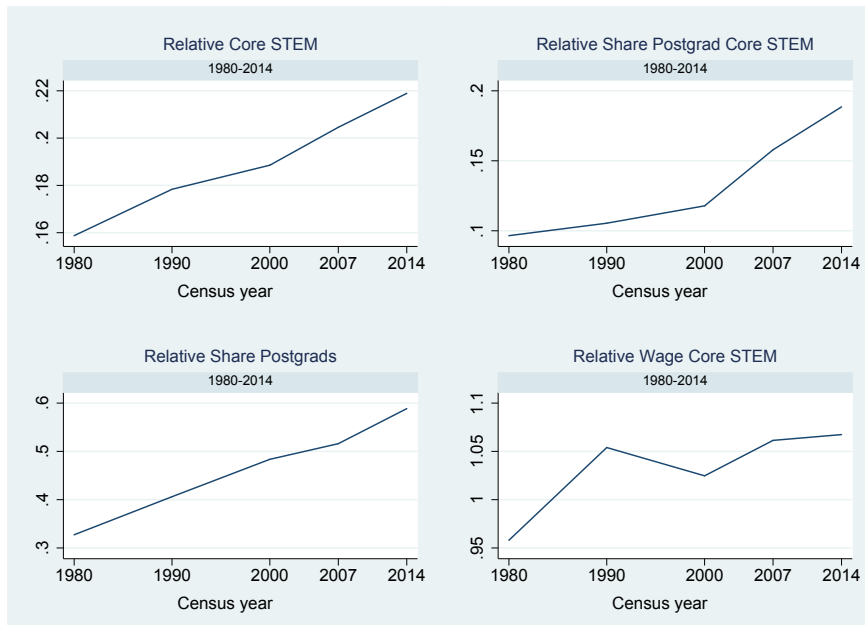 Relative Core STEM
1980-2014
.22
.2
.18
.16
1980 1990 2000 2007 2014
Census year
Relative Share Postgrad Core STEM
1980-2014
.2
.15
.1
1980 1990 2000 2007 2014
Census year
Relative Share Postgrads
1980-2014
.6
.5
.4
.3
1980 1990 2000 2007 2014
Census year
Relative Wage Core STEM
1980-2014
1.1
1.05
1
.95
1980 1990 2000 2007 2014
Census year